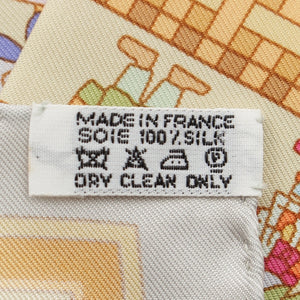 MADE IN FRANCE
SOIE 100% SILK
P
DRY CLEAN ONLY